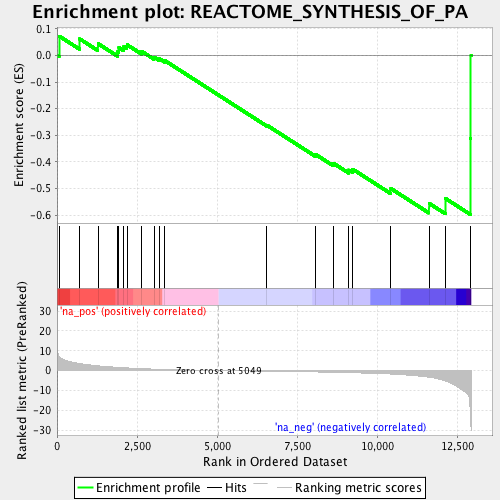 Enrichment plot: REACTOME_SYNTHESIS_OF_PA
Enrichment score (ES)
0.1
0.0
-0.1
-0.2
-0.3
-0.4
-0.5
-0.6
'na_pos' (positively correlated)
Ranked list metric (PreRanked)
30
20
10
0
-10
-20
-30
Zero cross at 5049
'na_neg' (negatively correlated)
0
2,500
5,000
7,500
10,000
12,500
Rank in Ordered Dataset
Enrichment profile
Hits
Ranking metric scores